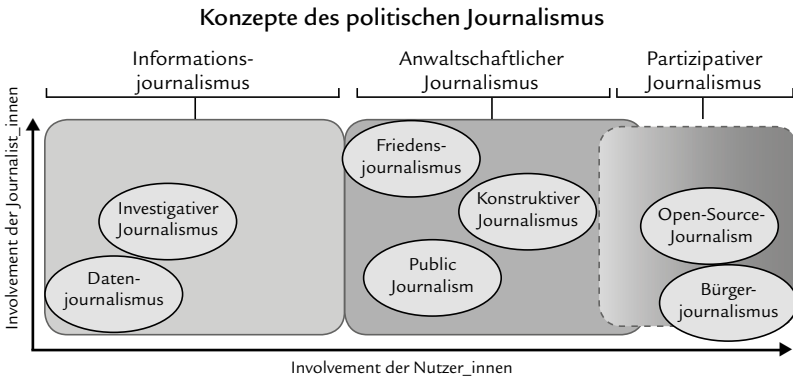 Konzepte des politischen Journalismus
Informations-
journalismus
Anwaltschaftlicher
Journalismus
Partizipativer
Journalismus
Involvement der Journalist_innen
Friedens-
journalismus
Investigativer
Journalismus
Konstruktiver
Journalismus
Open-Source-
Journalism
Daten-
journalismus
Public
Journalism
Bürger-
journalismus
Involvement der Nutzer_innen